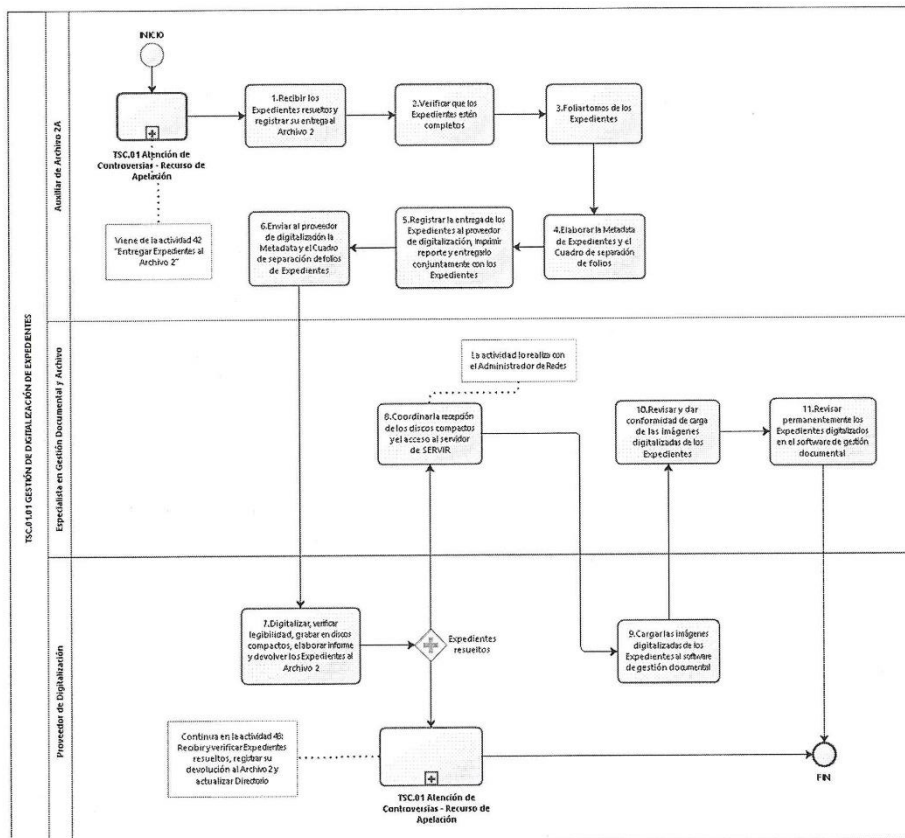 TSC.01.01 GESTIÓN DE DIGITALIZACIÓN DE EXPEDIENTES
Auxiliar de Archivo 2A
INICIO
TSC.01 Atención de
Controversias - Recurso de
Apelación
Viene de la actividad 42
"Entregar Expedientes al
Archivo 2"
1.Recibir los
Expedientes resueltos y
registrar su entrega al
Archivo 2
2.Verificar que los
Expedientes estén
completos
3.Foliar tomos de los
Expedientes
4.Elaborar la Metadata
de Expedientes y el
Cuadro de separación
de folios
5.Registrar la entrega de los
Expedientes al proveedor
de digitalización, Imprimir
reporte y entregarlo
conjuntamente con los
Expedientes
6.Enviar al proveedor
de digitalización la
Metadata y el Cuadro
de separación de folios
de Expedientes
Especialista en Gestión Documental y Archivo
La actividad lo realiza con
el Administrador de Redes
8.Coordinar la recepción
de los discos compactos
y el acceso al servidor
de SERVIR
10.Revisar y dar
conformidad de carga
de las imágenes
digitalizadas de los
Expedientes
11.Revisar
permanentemente los
Expedientes digitalizados
en el software de gestión
documental
Proveedor de Digitalización
7.Digitalizar, verificar
legibilidad, grabar en discos
compactos, elaborar informe
y devolver los Expedientes al
Archivo 2
Expedientes
resueltos
9.Cargar las imágenes
digitalizadas de los
Expedientes al software
de gestión documental
Continua en la actividad 43:
Recibir y verificar Expedientes
resueltos, registrar su
devolución al Archivo 2 y
actualizar Directorio
TSC.01 Atención de
Controversias - Recurso de
Apelación
FIN